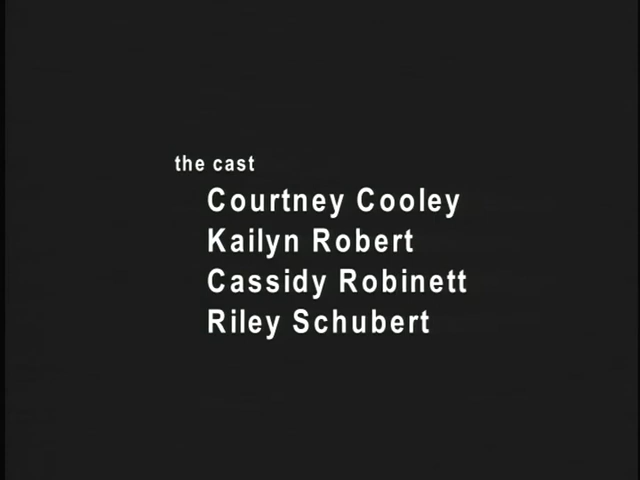 the cast
Courtney Cooley
Kailyn Robert
Cassidy Robinett
Riley Schubert